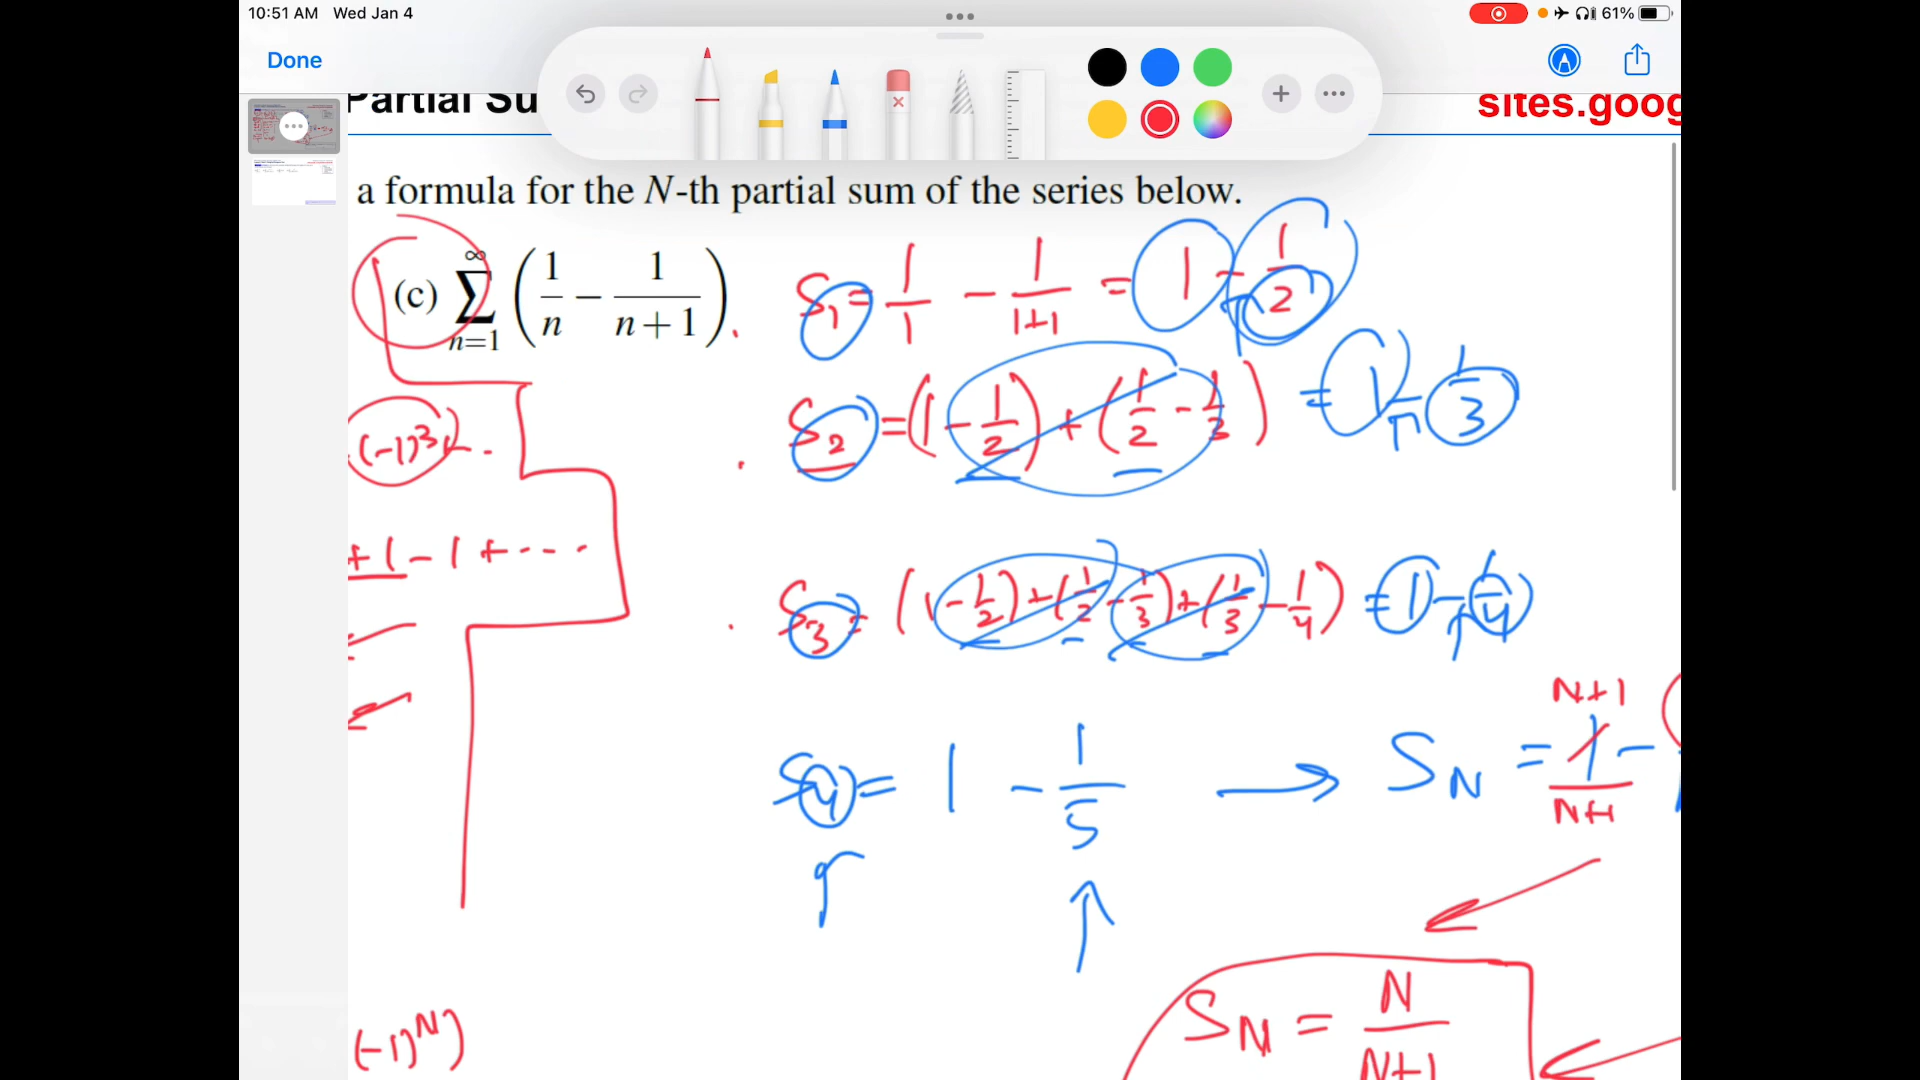 10:51 AM Wed Jan 4
61%
Done
Partial Su
sites.goog
a formula for the N-th partial sum of the series below.
(c) ∑_{n=1}^{∞} (1/n − 1/(n+1)).
S₁ = 1/1 − 1/(1+1) = 1 − 1/2
S₂ = (1 − 1/2) + (1/2 − 1/3) = 1 − 1/3
(-1)³ + ..
+1 − 1 + ····
S₃ = (1 − 1/2) + (1/2 − 1/3) + (1/3 − 1/4) = 1 − 1/4
S₄ = 1 − 1/5 → S_N = 1 −
N+1
N+1
S_N = N/(N+1)
(-1)^N)